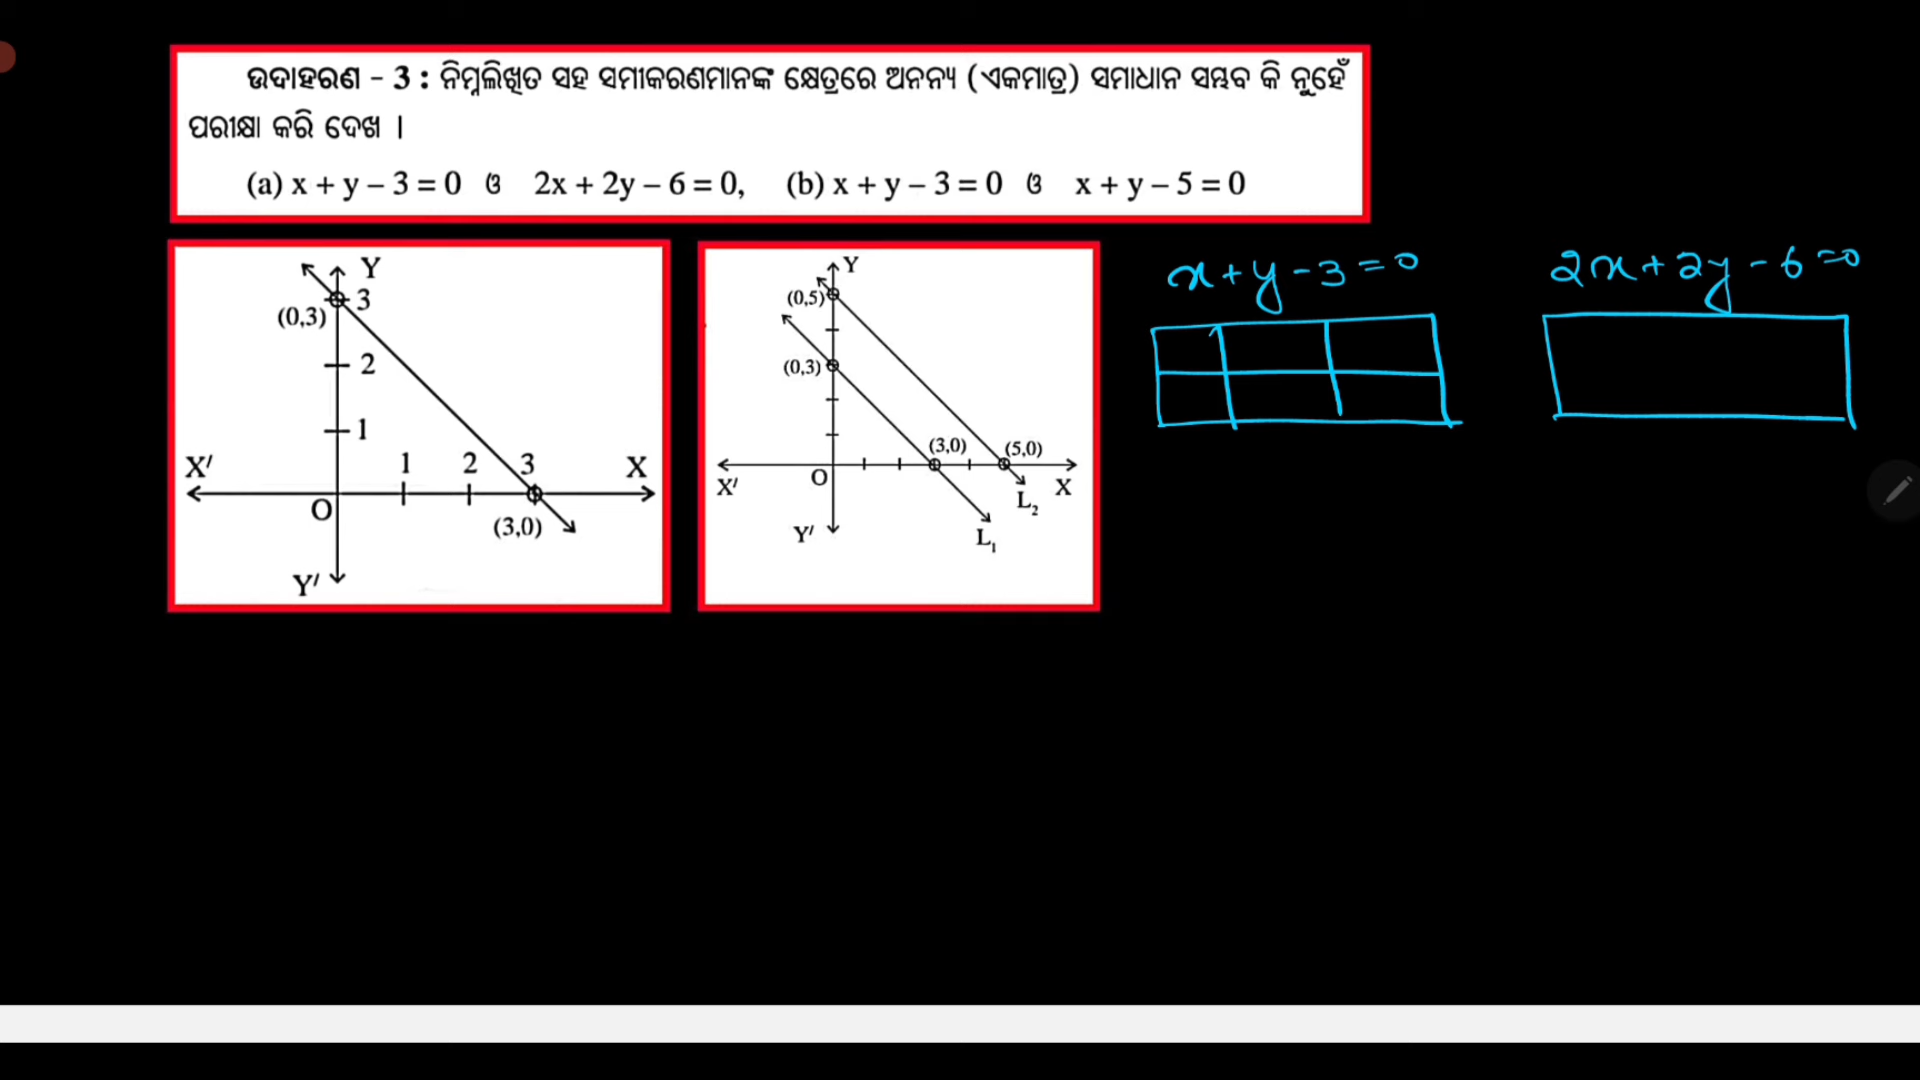 ଉଦାହରଣ - 3 : ନିମ୍ନଲିଖିତ ସହ ସମୀକରଣମାନଙ୍କ କ୍ଷେତ୍ରରେ ଅନନ୍ୟ (ଏକମାତ୍ର) ସମାଧାନ ସମ୍ଭବ କି ନୁହେଁ
ପରୀକ୍ଷା କରି ଦେଖ ।
(a) x + y – 3 = 0 ଓ 2x + 2y – 6 = 0, (b) x + y – 3 = 0 ଓ x + y – 5 = 0
Y
3
(0,3)
2
1
X′ 1 2 3 X
O
(3,0)
Y′
Y
(0,5)
(0,3)
(3,0) (5,0)
X′ O X
L₂
Y′
L₁
x + y - 3 = 0
2x + 2y - 6 = 0